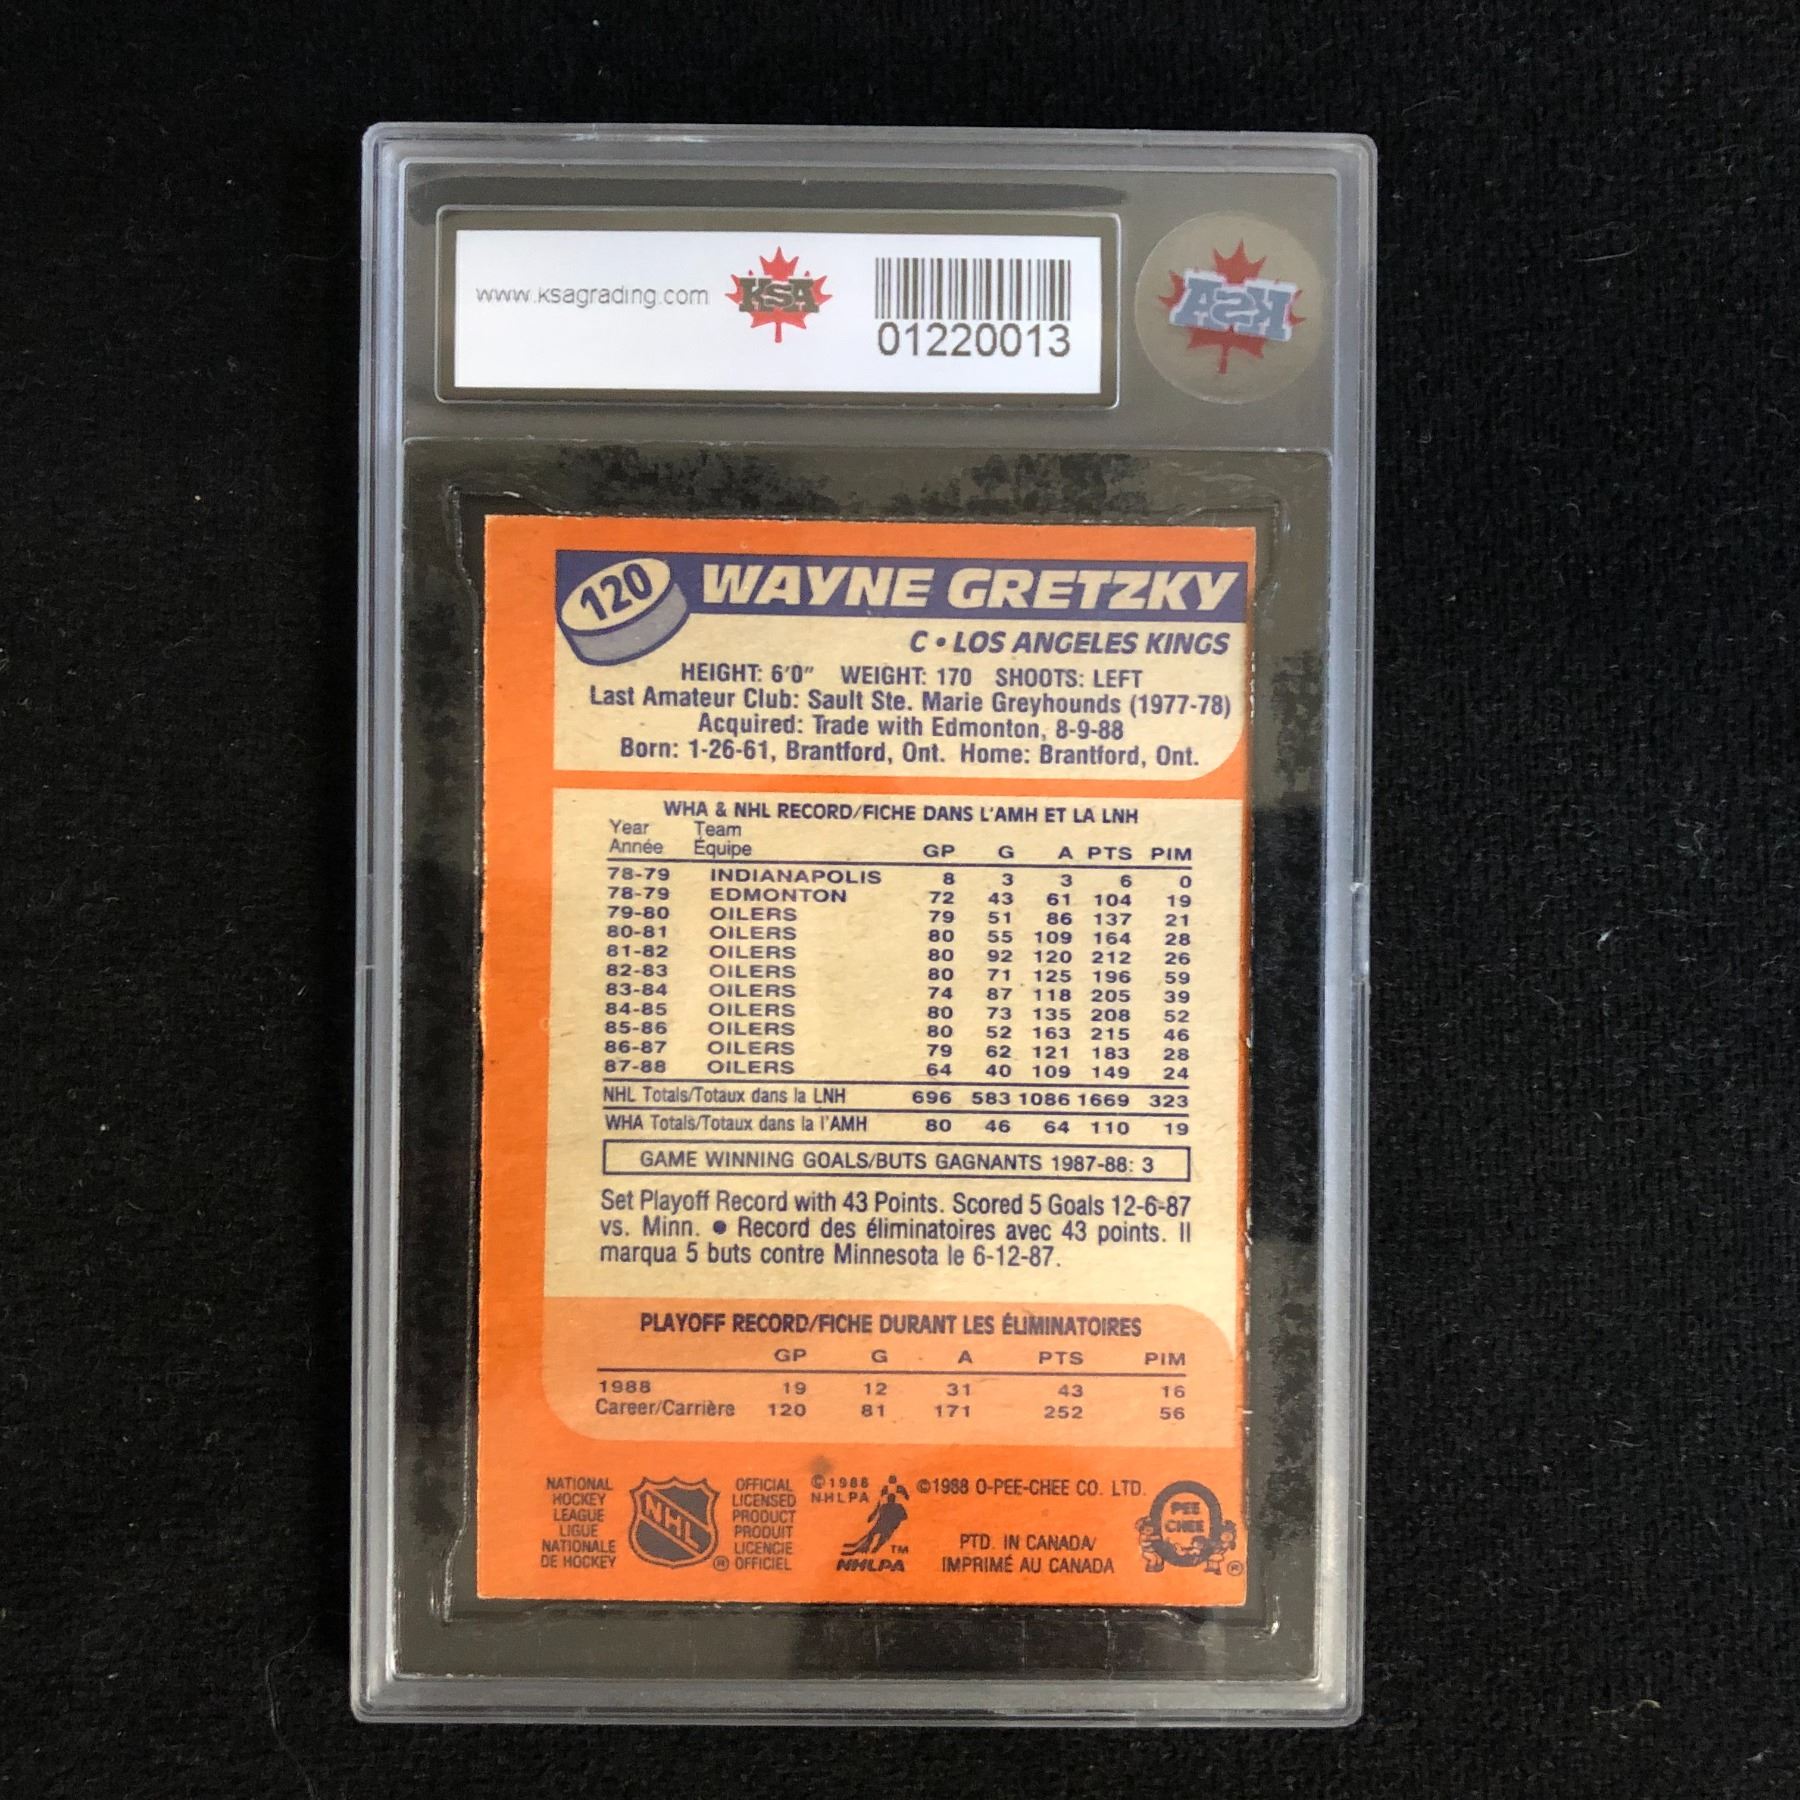 www.ksagrading.com KSA
01220013
KSA
120 WAYNE GRETZKY
C • LOS ANGELES KINGS
HEIGHT: 6'0" WEIGHT: 170 SHOOTS: LEFT
Last Amateur Club: Sault Ste. Marie Greyhounds (1977-78)
Acquired: Trade with Edmonton, 8-9-88
Born: 1-26-61, Brantford, Ont. Home: Brantford, Ont.
WHA & NHL RECORD/FICHE DANS L'AMH ET LA LNH
Year Team
Année Équipe GP G A PTS PIM
78-79 INDIANAPOLIS 8 3 3 6 0
78-79 EDMONTON 72 43 61 104 19
79-80 OILERS 79 51 86 137 21
80-81 OILERS 80 55 109 164 28
81-82 OILERS 80 92 120 212 26
82-83 OILERS 80 71 125 196 59
83-84 OILERS 74 87 118 205 39
84-85 OILERS 80 73 135 208 52
85-86 OILERS 80 52 163 215 46
86-87 OILERS 79 62 121 183 28
87-88 OILERS 64 40 109 149 24
NHL Totals/Totaux dans la LNH 696 583 1086 1669 323
WHA Totals/Totaux dans la l'AMH 80 46 64 110 19
GAME WINNING GOALS/BUTS GAGNANTS 1987-88: 3
Set Playoff Record with 43 Points. Scored 5 Goals 12-6-87
vs. Minn. • Record des éliminatoires avec 43 points. Il
marqua 5 buts contre Minnesota le 6-12-87.
PLAYOFF RECORD/FICHE DURANT LES ÉLIMINATOIRES
GP G A PTS PIM
1988 19 12 31 43 16
Career/Carrière 120 81 171 252 56
NATIONAL
HOCKEY
LEAGUE
LIGUE
NATIONALE
DE HOCKEY
NHL
®
OFFICIAL
LICENSED
PRODUCT
PRODUIT
LICENCIE
OFFICIEL
©1988
NHLPA
TM
NHLPA
©1988 O-PEE-CHEE CO. LTD.
PTD. IN CANADA/
IMPRIMÉ AU CANADA
PEE
CHEE
®